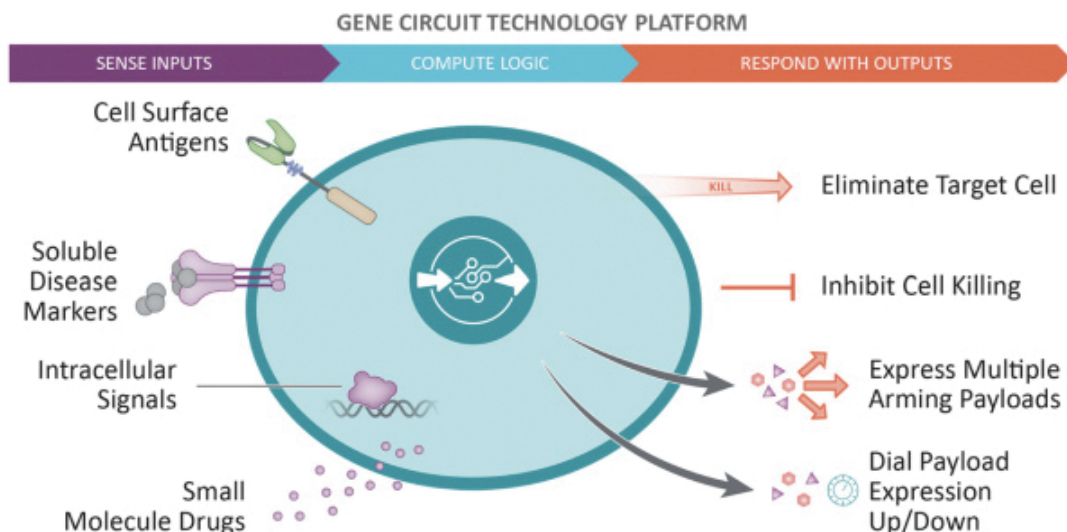 GENE CIRCUIT TECHNOLOGY PLATFORM
SENSE INPUTS
COMPUTE LOGIC
RESPOND WITH OUTPUTS
Cell Surface
Antigens
Soluble
Disease
Markers
Intracellular
Signals
Small
Molecule Drugs
KILL
Eliminate Target Cell
Inhibit Cell Killing
Express Multiple
Arming Payloads
Dial Payload
Expression
Up/Down